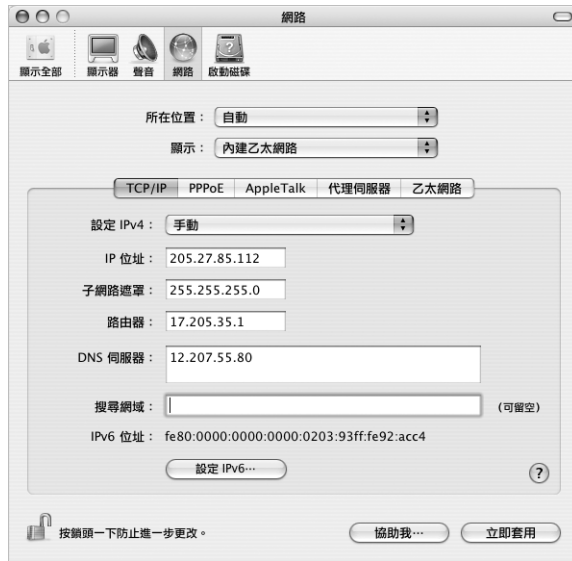 網路
顯示全部 顯示器 聲音 網路 啟動磁碟
所在位置： 自動
顯示： 內建乙太網路
TCP/IP PPPoE AppleTalk 代理伺服器 乙太網路
設定 IPv4： 手動
IP 位址： 205.27.85.112
子網路遮罩： 255.255.255.0
路由器： 17.205.35.1
DNS 伺服器： 12.207.55.80
搜尋網域： (可留空)
IPv6 位址： fe80:0000:0000:0000:0203:93ff:fe92:acc4
設定 IPv6⋯
?
按鎖頭一下防止進一步更改。 協助我⋯ 立即套用